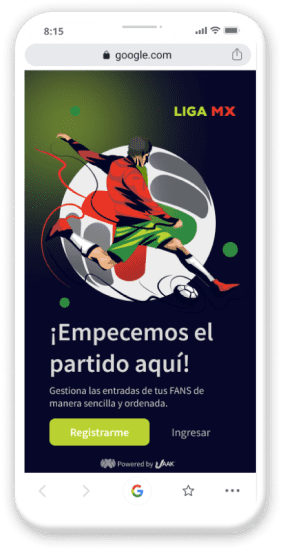 8:15
google.com
LIGA MX
¡Empecemos el
partido aquí!
Gestiona las entradas de tus FANS de
manera sencilla y ordenada.
Registrarme
Ingresar
Powered by UAAK